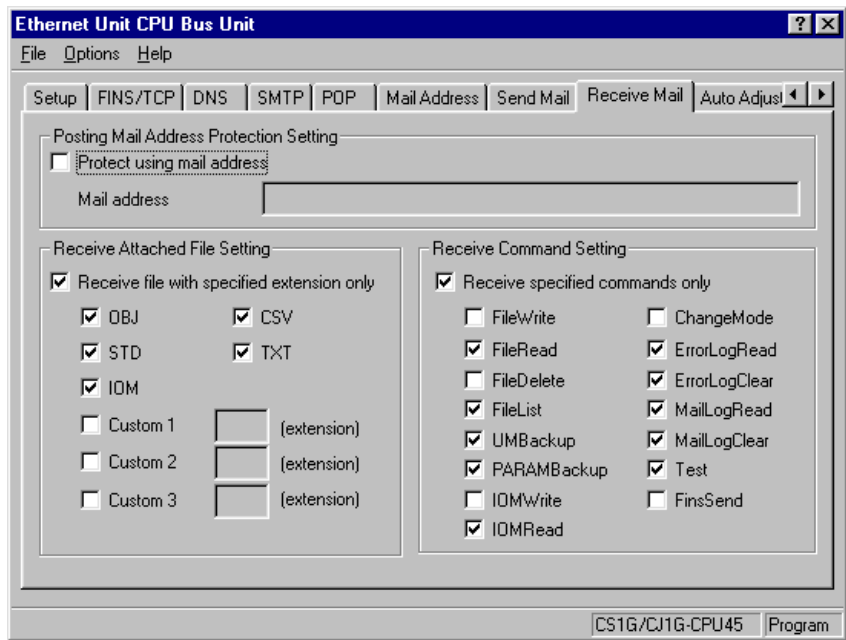 Ethernet Unit CPU Bus Unit
File Options Help
Setup FINS/TCP DNS SMTP POP Mail Address Send Mail Receive Mail Auto Adjust
Posting Mail Address Protection Setting
Protect using mail address
Mail address
Receive Attached File Setting
Receive file with specified extension only
OBJ CSV
STD TXT
IOM
Custom 1 (extension)
Custom 2 (extension)
Custom 3 (extension)
Receive Command Setting
Receive specified commands only
FileWrite ChangeMode
FileRead ErrorLogRead
FileDelete ErrorLogClear
FileList MailLogRead
UMBackup MailLogClear
PARAMBackup Test
IOMWrite FinsSend
IOMRead
CS1G/CJ1G-CPU45 Program